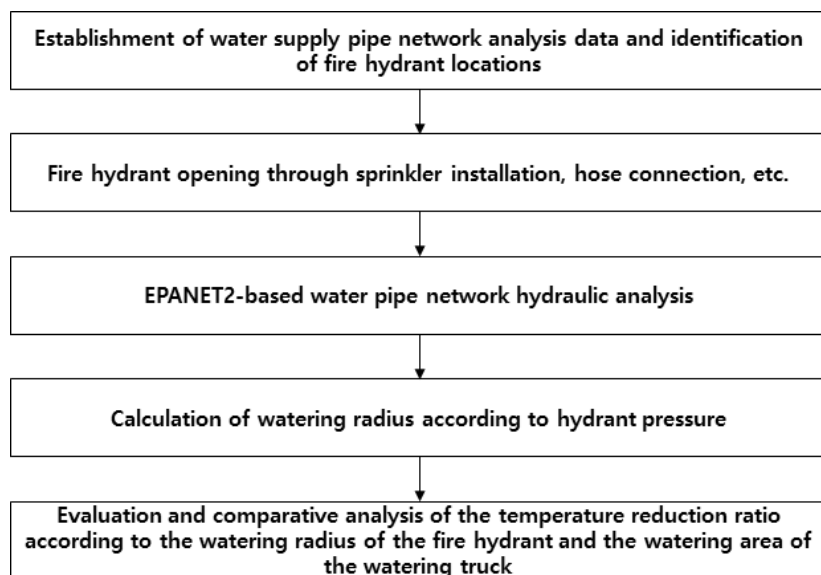 Establishment of water supply pipe network analysis data and identification
of fire hydrant locations
Fire hydrant opening through sprinkler installation, hose connection, etc.
EPANET2-based water pipe network hydraulic analysis
Calculation of watering radius according to hydrant pressure
Evaluation and comparative analysis of the temperature reduction ratio
according to the watering radius of the fire hydrant and the watering area of
the watering truck